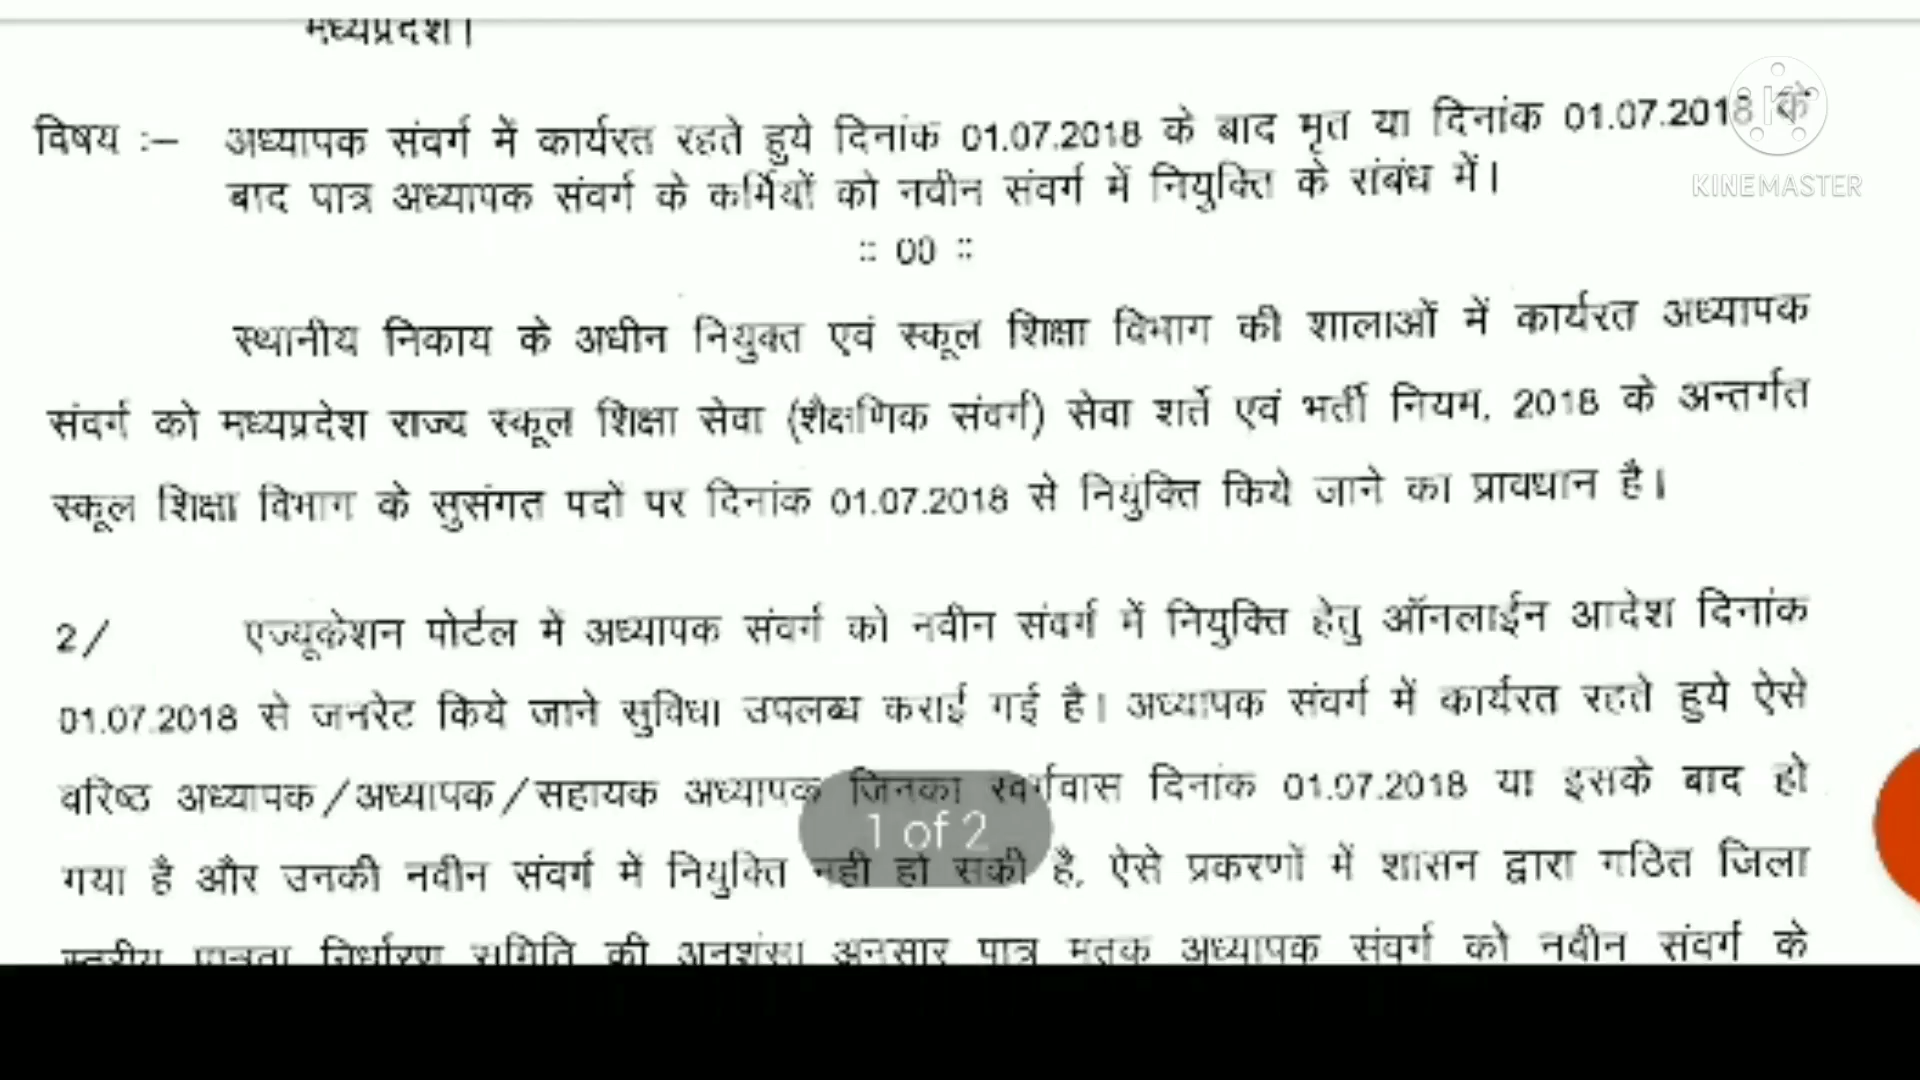 मध्यप्रदेश।
विषय :– अध्यापक संवर्ग में कार्यरत रहते हुये दिनांक 01.07.2018 के बाद मृत या दिनांक 01.07.2018 के
बाद पात्र अध्यापक संवर्ग के कर्मियों को नवीन संवर्ग में नियुक्ति के संबंध में।
KINEMASTER
:: 00 ::
स्थानीय निकाय के अधीन नियुक्त एवं स्कूल शिक्षा विभाग की शालाओं में कार्यरत अध्यापक
संवर्ग को मध्यप्रदेश राज्य स्कूल शिक्षा सेवा (शैक्षणिक संवर्ग) सेवा शर्ते एवं भर्ती नियम, 2018 के अन्तर्गत
स्कूल शिक्षा विभाग के सुसंगत पदों पर दिनांक 01.07.2018 से नियुक्ति किये जाने का प्रावधान है।
2/ एज्यूकेशन पोर्टल में अध्यापक संवर्ग को नवीन संवर्ग में नियुक्ति हेतु ऑनलाईन आदेश दिनांक
01.07.2018 से जनरेट किये जाने सुविधा उपलब्ध कराई गई है। अध्यापक संवर्ग में कार्यरत रहते हुये ऐसे
वरिष्ठ अध्यापक/अध्यापक/सहायक अध्यापक जिनका स्वर्गवास दिनांक 01.07.2018 या इसके बाद हो
1 of 2
गया है और उनकी नवीन संवर्ग में नियुक्ति नही हो सकी है, ऐसे प्रकरणों में शासन द्वारा गठित जिला
स्तरीय पात्रता निर्धारण समिति की अनुशंसा अनुसार पात्र मृतक अध्यापक संवर्ग को नवीन संवर्ग के